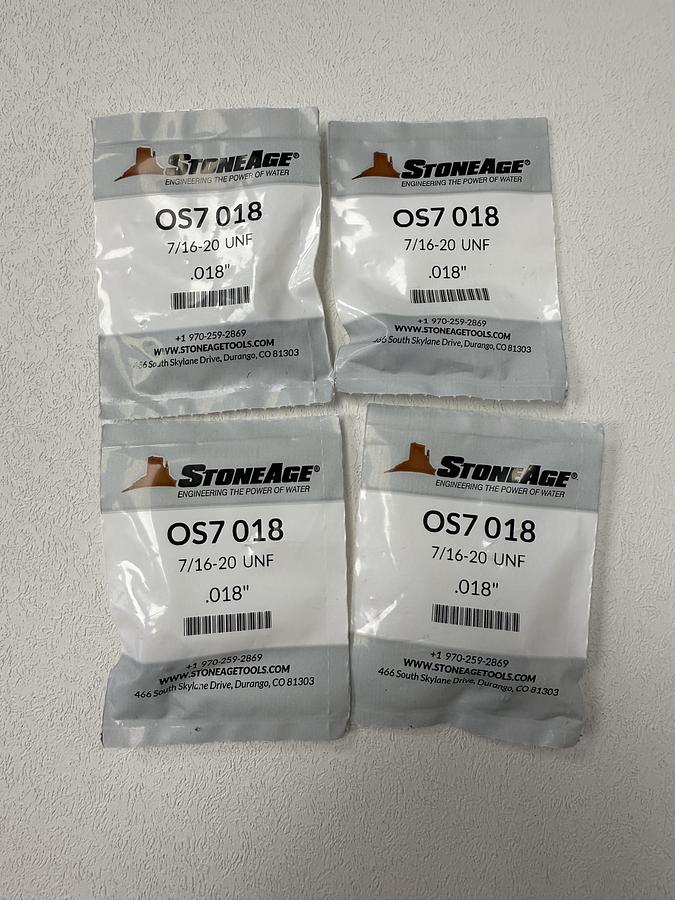 STONEAGE®
ENGINEERING THE POWER OF WATER
OS7 018
7/16-20 UNF
.018"
+1 970-259-2869
WWW.STONEAGETOOLS.COM
466 South Skylane Drive, Durango, CO 81303
STONEAGE®
ENGINEERING THE POWER OF WATER
OS7 018
7/16-20 UNF
.018"
+1 970-259-2869
WWW.STONEAGETOOLS.COM
466 South Skylane Drive, Durango, CO 81303
STONEAGE®
ENGINEERING THE POWER OF WATER
OS7 018
7/16-20 UNF
.018"
+1 970-259-2869
WWW.STONEAGETOOLS.COM
466 South Skylane Drive, Durango, CO 81303
STONEAGE®
ENGINEERING THE POWER OF WATER
OS7 018
7/16-20 UNF
.018"
+1 970-259-2869
WWW.STONEAGETOOLS.COM
466 South Skylane Drive, Durango, CO 81303